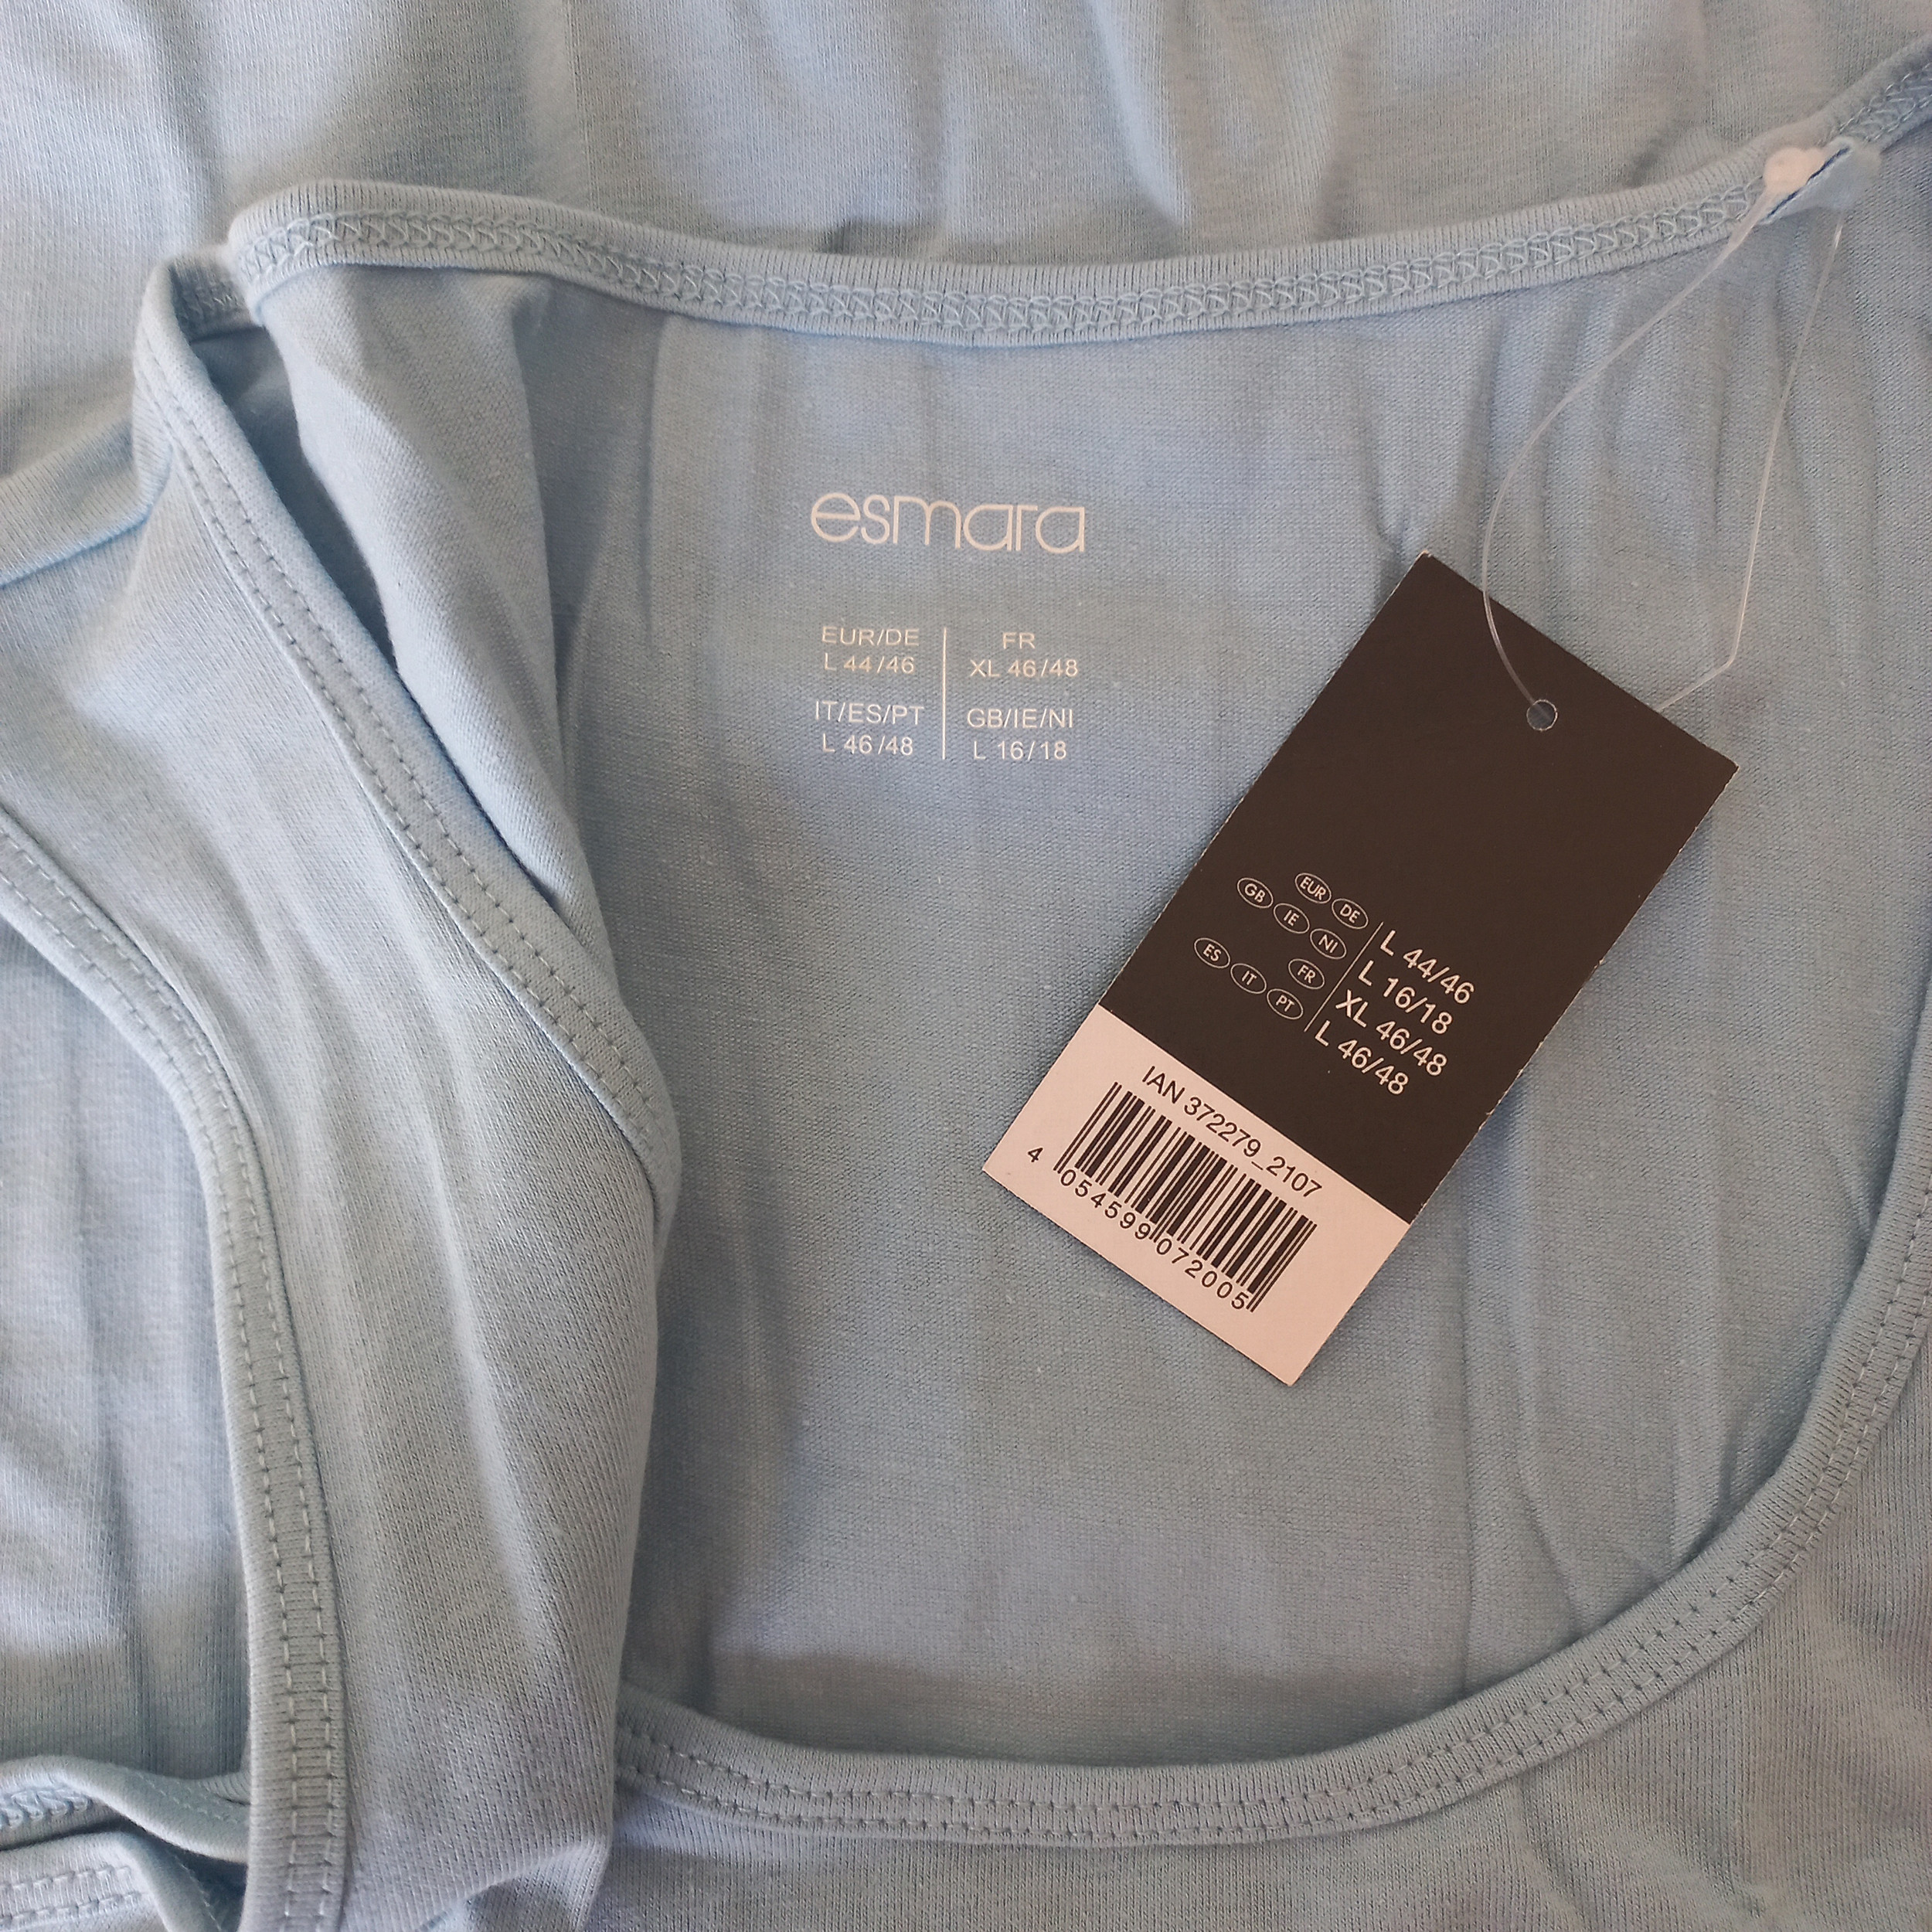 esmara
EUR/DE
L 44/46
FR
XL 46/48
IT/ES/PT
L 46/48
GB/IE/NI
L 16/18
EUR DE L 44/46
GB IE NI L 16/18
FR XL 46/48
ES IT PT L 46/48
IAN 372279_2107
4 054599 072005